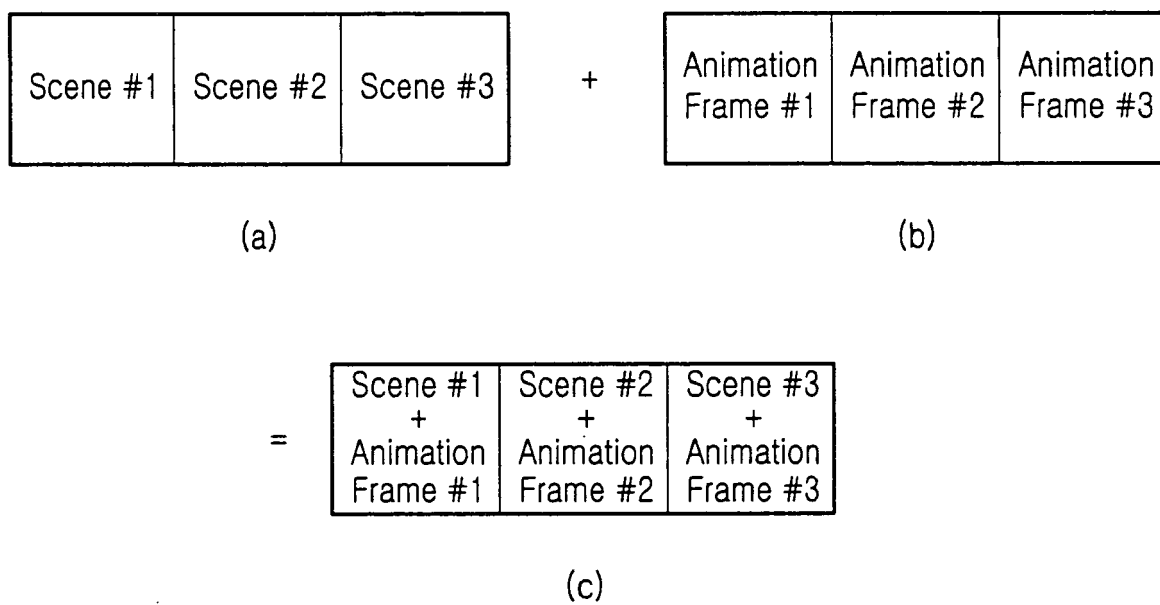 Scene #1 Scene #2 Scene #3 + Animation Frame #1 Animation Frame #2 Animation Frame #3
(a) (b)
= Scene #1 + Animation Frame #1 Scene #2 + Animation Frame #2 Scene #3 + Animation Frame #3
(c)